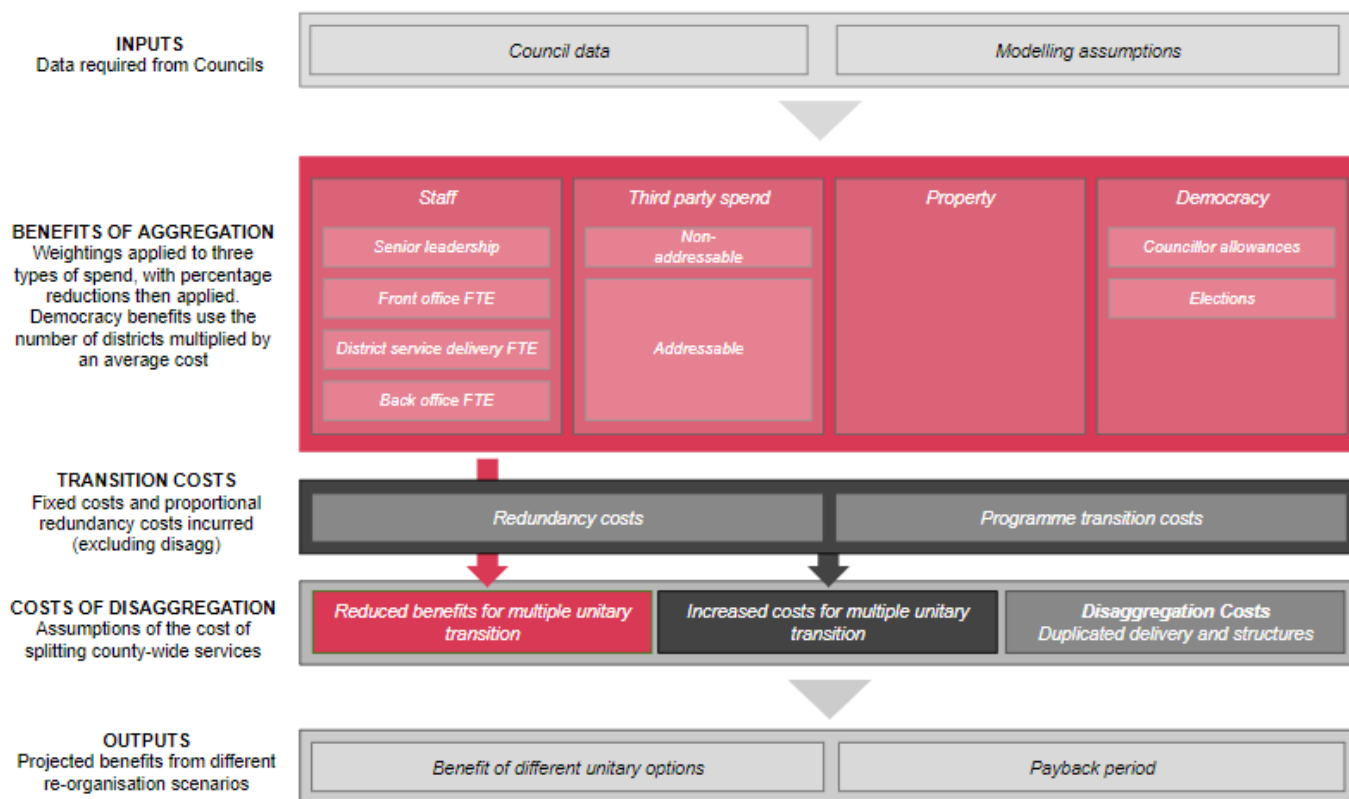 INPUTS
Data required from Councils
Council data
Modelling assumptions
BENEFITS OF AGGREGATION
Weightings applied to three
types of spend, with percentage
reductions then applied.
Democracy benefits use the
number of districts multiplied by
an average cost
Staff
Senior leadership
Front office FTE
District service delivery FTE
Back office FTE
Third party spend
Non-
addressable
Addressable
Property
Democracy
Councillor allowances
Elections
TRANSITION COSTS
Fixed costs and proportional
redundancy costs incurred
(excluding disagg)
Redundancy costs
Programme transition costs
COSTS OF DISAGGREGATION
Assumptions of the cost of
splitting county-wide services
Reduced benefits for multiple unitary
transition
Increased costs for multiple unitary
transition
Disaggregation Costs
Duplicated delivery and structures
OUTPUTS
Projected benefits from different
re-organisation scenarios
Benefit of different unitary options
Payback period